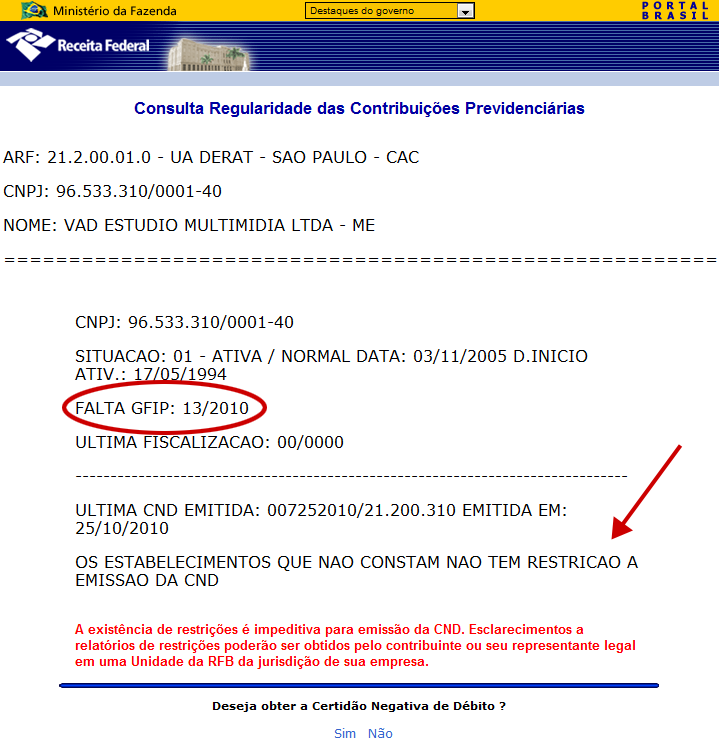 Ministério da Fazenda
Destaques do governo
PORTAL
BRASIL
Receita Federal
Consulta Regularidade das Contribuições Previdenciárias
ARF: 21.2.00.01.0 - UA DERAT - SAO PAULO - CAC
CNPJ: 96.533.310/0001-40
NOME: VAD ESTUDIO MULTIMIDIA LTDA - ME
=======================================================
CNPJ: 96.533.310/0001-40
SITUACAO: 01 - ATIVA / NORMAL DATA: 03/11/2005 D.INICIO
ATIV.: 17/05/1994
FALTA GFIP: 13/2010
ULTIMA FISCALIZACAO: 00/0000
-------------------------------------------------------------------------------
ULTIMA CND EMITIDA: 007252010/21.200.310 EMITIDA EM:
25/10/2010
OS ESTABELECIMENTOS QUE NAO CONSTAM NAO TEM RESTRICAO A
EMISSAO DA CND
A existência de restrições é impeditiva para emissão da CND. Esclarecimentos a
relatórios de restrições poderão ser obtidos pelo contribuinte ou seu representante legal
em uma Unidade da RFB da jurisdição de sua empresa.
Deseja obter a Certidão Negativa de Débito ?
Sim Não